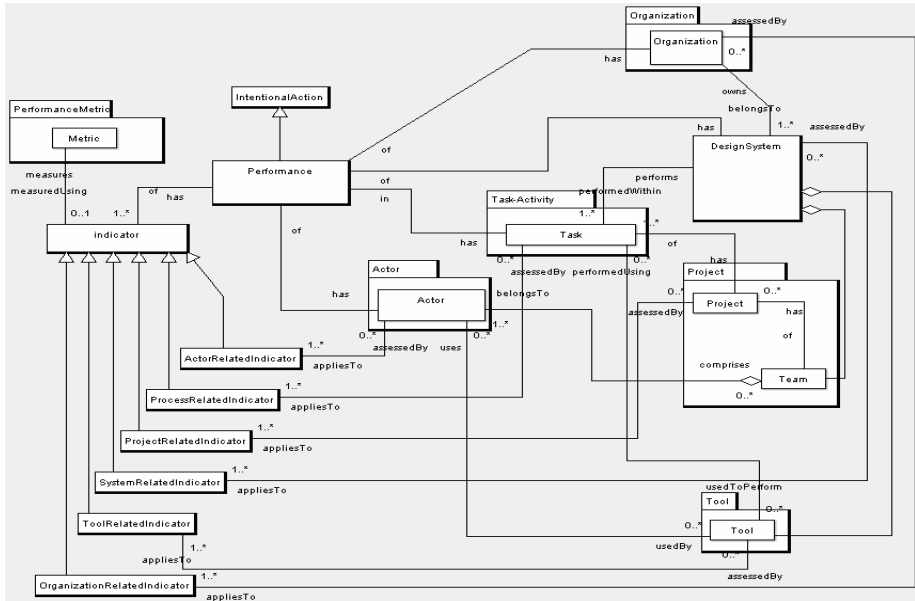 Organization
assessedBy
Organization
0..*
has
owns
IntentionalAction
PerformanceMetric
Metric
belongsTo
1..*
assessedBy
of
has
DesignSystem
0..*
measures
measuredUsing
Performance
of
has
of
in
performs
performedWithin
Task-Activity
1..*
1..*
0..1
1..*
indicator
of
Task
of
has
0..*
assessedBy
performedUsing
0..*
has
Project
Actor
belongsTo
0..*
0..*
Project
has
Actor
assessedBy
has
of
0..*
assessedBy
uses
0..*
1..*
1..*
ActorRelatedIndicator
appliesTo
comprises
Team
1..*
0..*
ProcessRelatedIndicator
appliesTo
1..*
ProjectRelatedIndicator
appliesTo
1..*
SystemRelatedIndicator
appliesTo
usedToPerform
Tool
0..*
ToolRelatedIndicator
1..*
0..*
Tool
usedBy
appliesTo
0..*
assessedBy
1..*
OrganizationRelatedIndicator
appliesTo